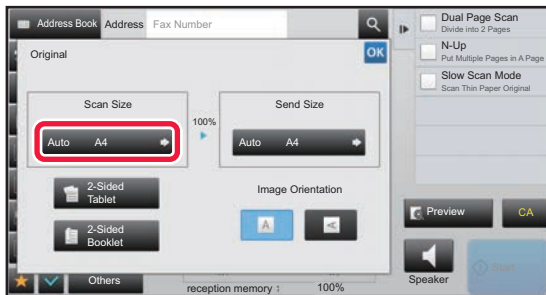 Address Book Address Fax Number
Original
OK
Scan Size
Auto A4
100%
Send Size
Auto A4
2-Sided
Tablet
2-Sided
Booklet
Image Orientation
A
A
Others
reception memory : 100%
Dual Page Scan
Divide into 2 Pages
N-Up
Put Multiple Pages in A Page
Slow Scan Mode
Scan Thin Paper Original
Preview
CA
Speaker
Start